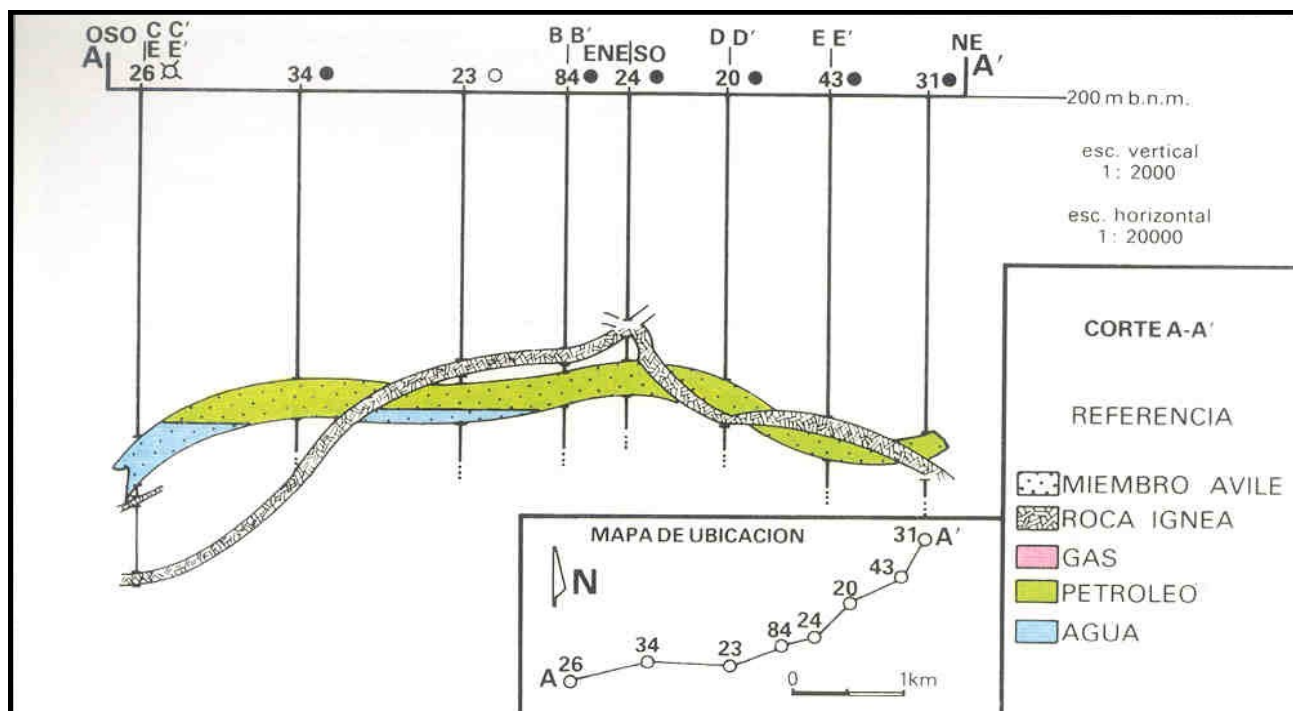 OSO C C' B B' ENE SO D D' E E' NE
A E E' A'
26 34 23 84 24 20 43 31
200 m b.n.m.
esc. vertical
1: 2000
esc. horizontal
1: 20000
CORTE A-A'
REFERENCIA
MIEMBRO AVILE
ROCA IGNEA
GAS
PETROLEO
AGUA
MAPA DE UBICACION
N
31 A'
43
20
24
84
23
34
26
A
0 1km